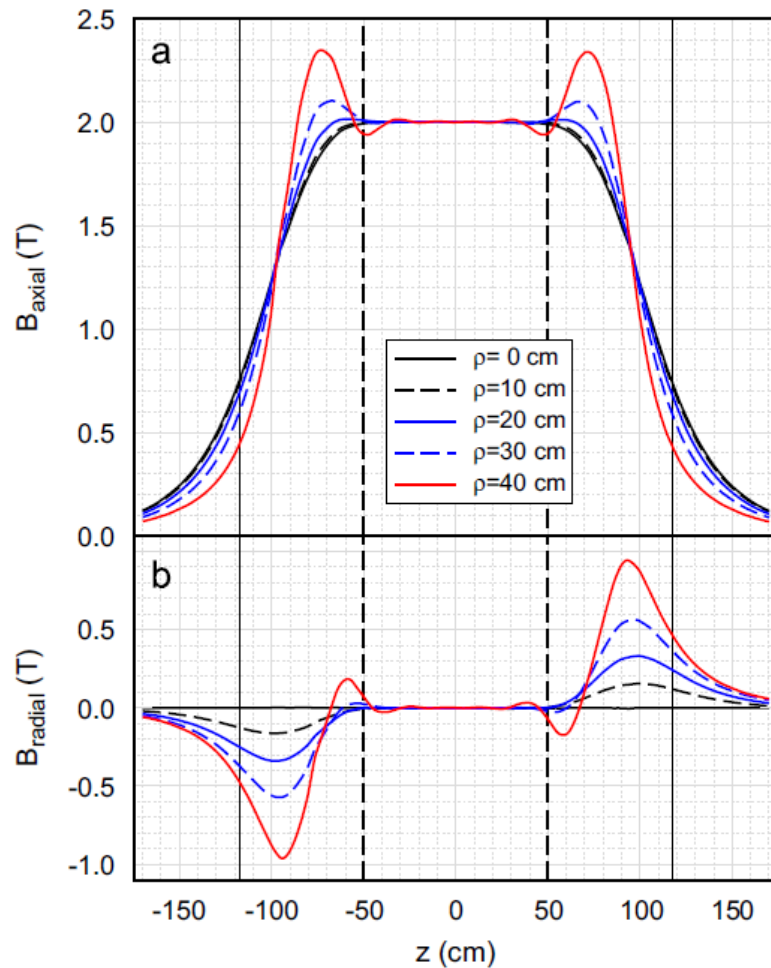 a
2.5
2.0
1.5
1.0
0.5
0.0
B_axial (T)
ρ= 0 cm
ρ=10 cm
ρ=20 cm
ρ=30 cm
ρ=40 cm
b
0.5
0.0
-0.5
-1.0
B_radial (T)
-150 -100 -50 0 50 100 150
z (cm)